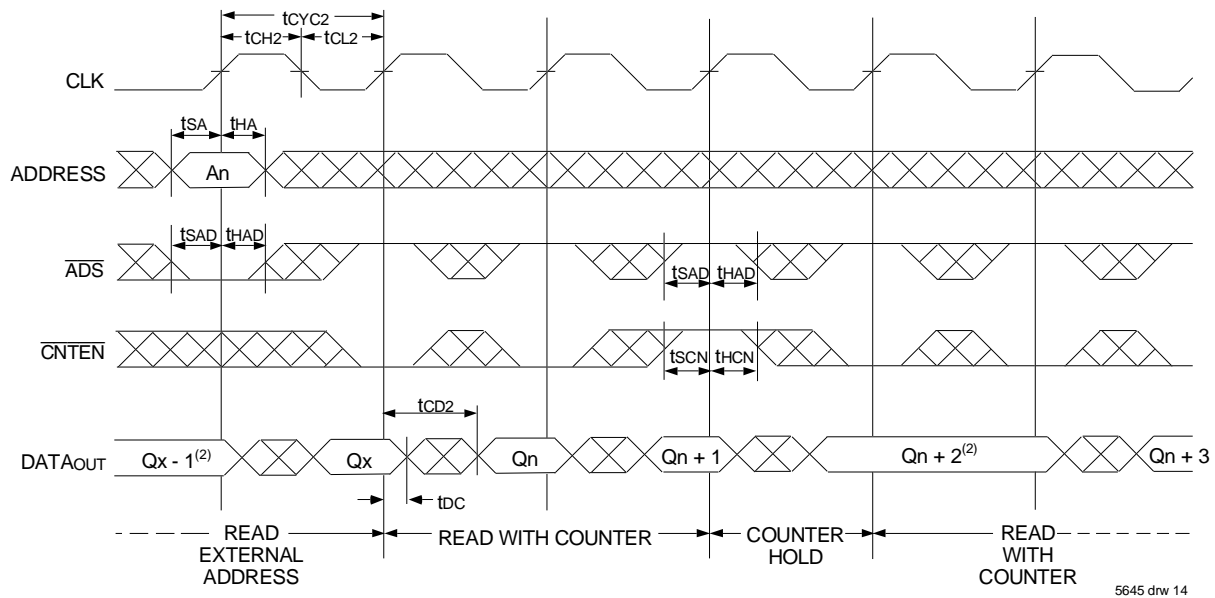 tCYC2
tCH2 tCL2
CLK
tSA tHA
ADDRESS An
tSAD tHAD
ADS
tSAD tHAD
CNTEN
tSCN tHCN
tCD2
DATAOUT Qx - 1(2) Qx Qn Qn + 1 Qn + 2(2) Qn + 3
tDC
READ EXTERNAL ADDRESS
READ WITH COUNTER
COUNTER HOLD
READ WITH COUNTER
5645 drw 14